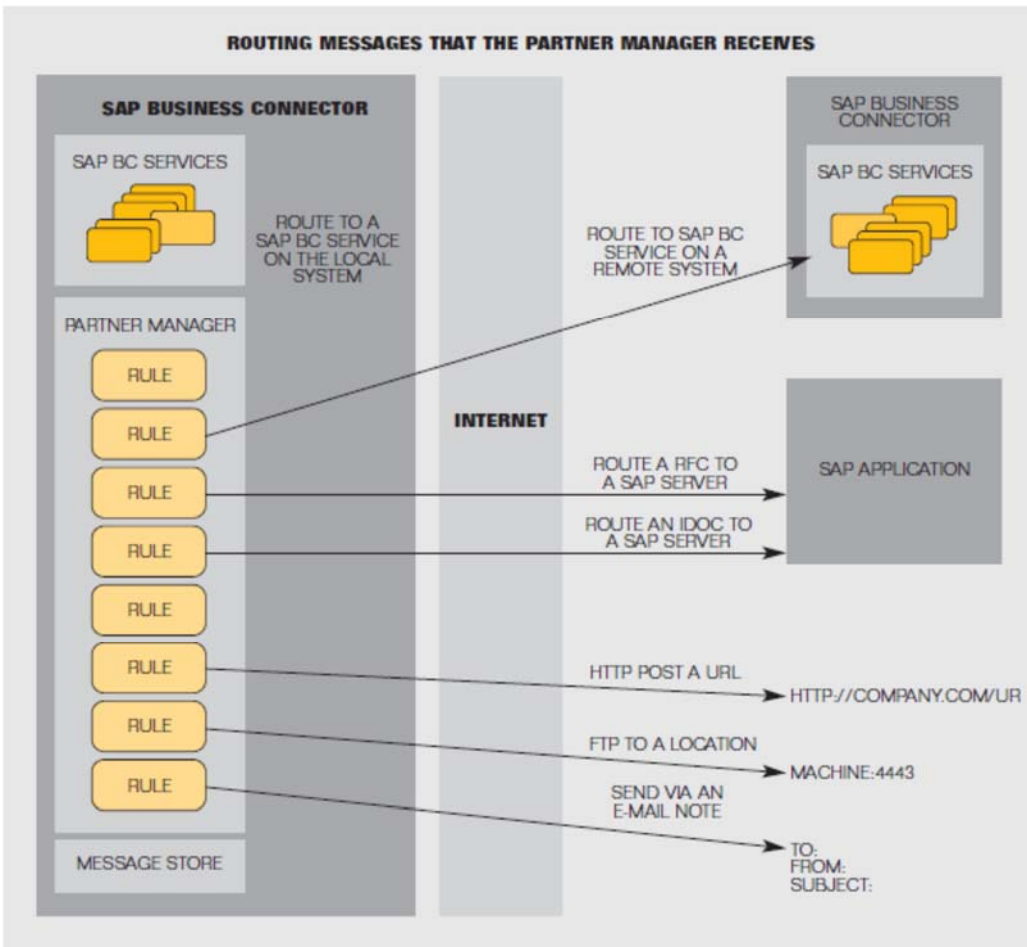 ROUTING MESSAGES THAT THE PARTNER MANAGER RECEIVES
SAP BUSINESS CONNECTOR
SAP BC SERVICES
ROUTE TO A
SAP BC SERVICE
ON THE LOCAL
SYSTEM
PARTNER MANAGER
RULE
RULE
RULE
RULE
RULE
RULE
RULE
RULE
MESSAGE STORE
INTERNET
ROUTE TO SAP BC
SERVICE ON A
REMOTE SYSTEM
ROUTE A RFC TO
A SAP SERVER
ROUTE AN IDOC TO
A SAP SERVER
HTTP POST A URL
FTP TO A LOCATION
SEND VIA AN
E-MAIL NOTE
SAP BUSINESS
CONNECTOR
SAP BC SERVICES
SAP APPLICATION
HTTP://COMPANY.COM/UR
MACHINE:4443
TO:
FROM:
SUBJECT: